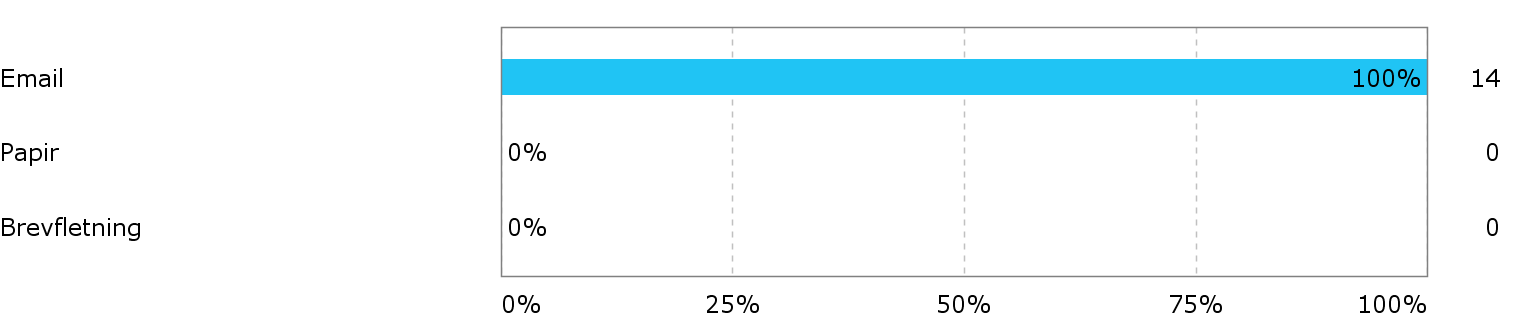 Email 100% 14
Papir 0% 0
Brevfletning 0% 0
0% 25% 50% 75% 100%